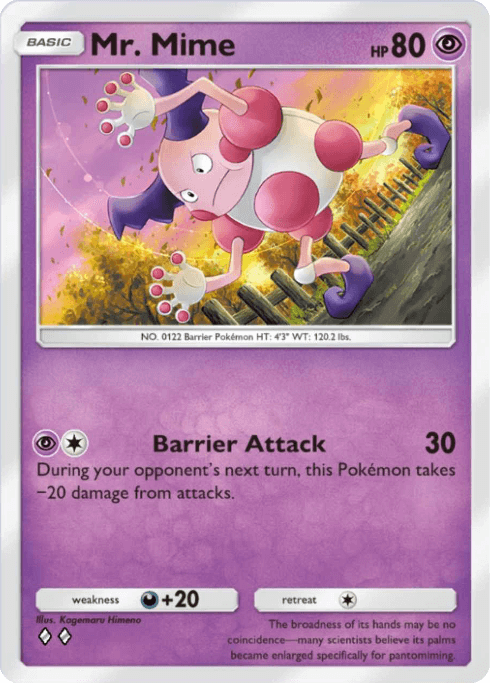 BASIC Mr. Mime HP 80
NO. 0122 Barrier Pokémon HT: 4'3" WT: 120.2 lbs.
Barrier Attack 30
During your opponent's next turn, this Pokémon takes
−20 damage from attacks.
weakness +20 retreat
Illus. Kagemaru Himeno
The broadness of its hands may be no
coincidence—many scientists believe its palms
became enlarged specifically for pantomiming.